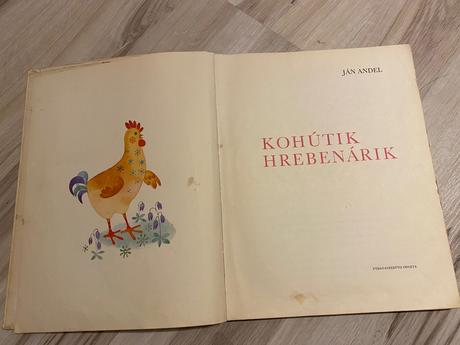 JÁN ANDEL
KOHÚTIK
HREBENÁRIK
VYDAVATEĽSTVO OSVETA